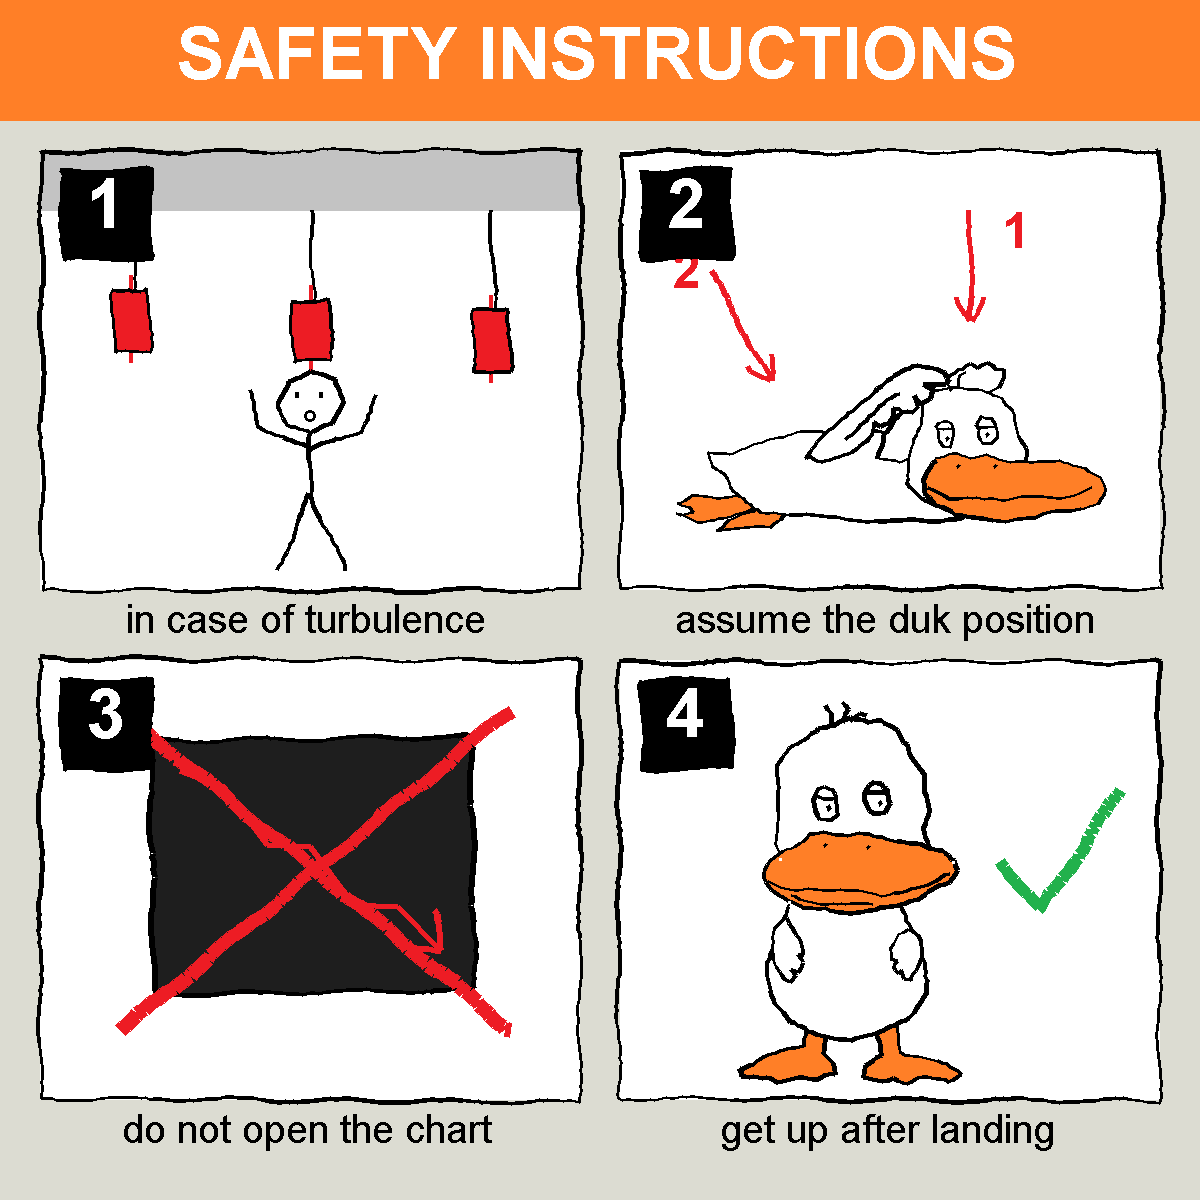 SAFETY INSTRUCTIONS
1
in case of turbulence
2
1
2
assume the duk position
3
do not open the chart
4
get up after landing